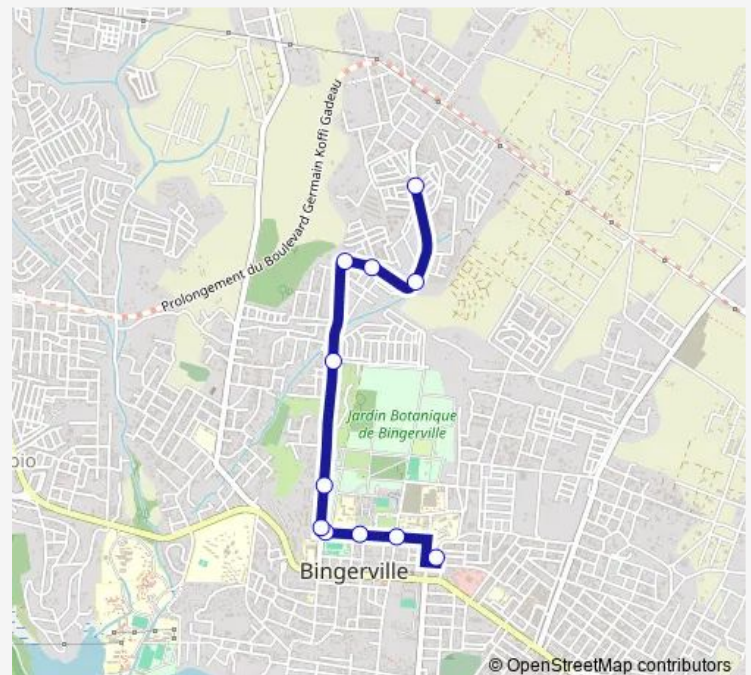 Prolongement du Boulevard Germain Koffi Gadeau
Jardin Botanique
de Bingerville
Bingerville
© OpenStreetMap contributors